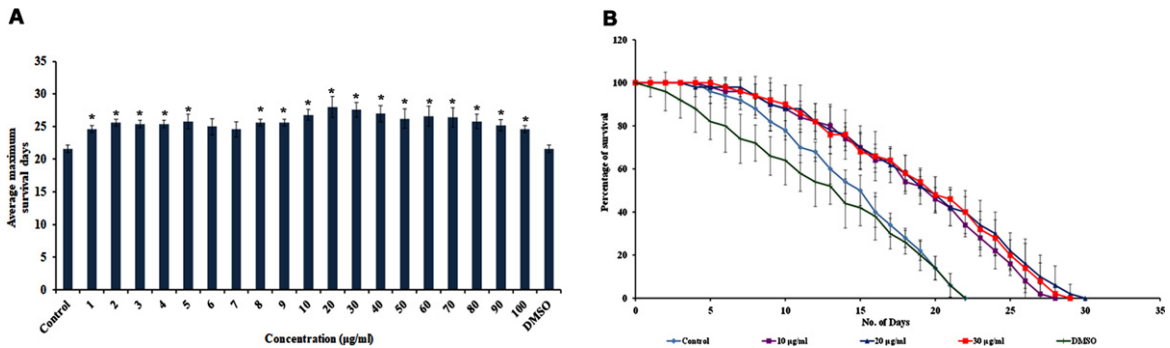 A
35
30
25
20
15
10
5
0
Average maximum
survival days
* * * * * * * * * * * * * * * * * *
Control 1 2 3 4 5 6 7 8 9 10 20 30 40 50 60 70 80 90 100 DMSO
Concentration (µg/ml)
B
120
100
80
60
40
20
0
Percentage of survival
0 5 10 15 20 25 30 35
No. of Days
Control 10 µg/ml 20 µg/ml 30 µg/ml DMSO